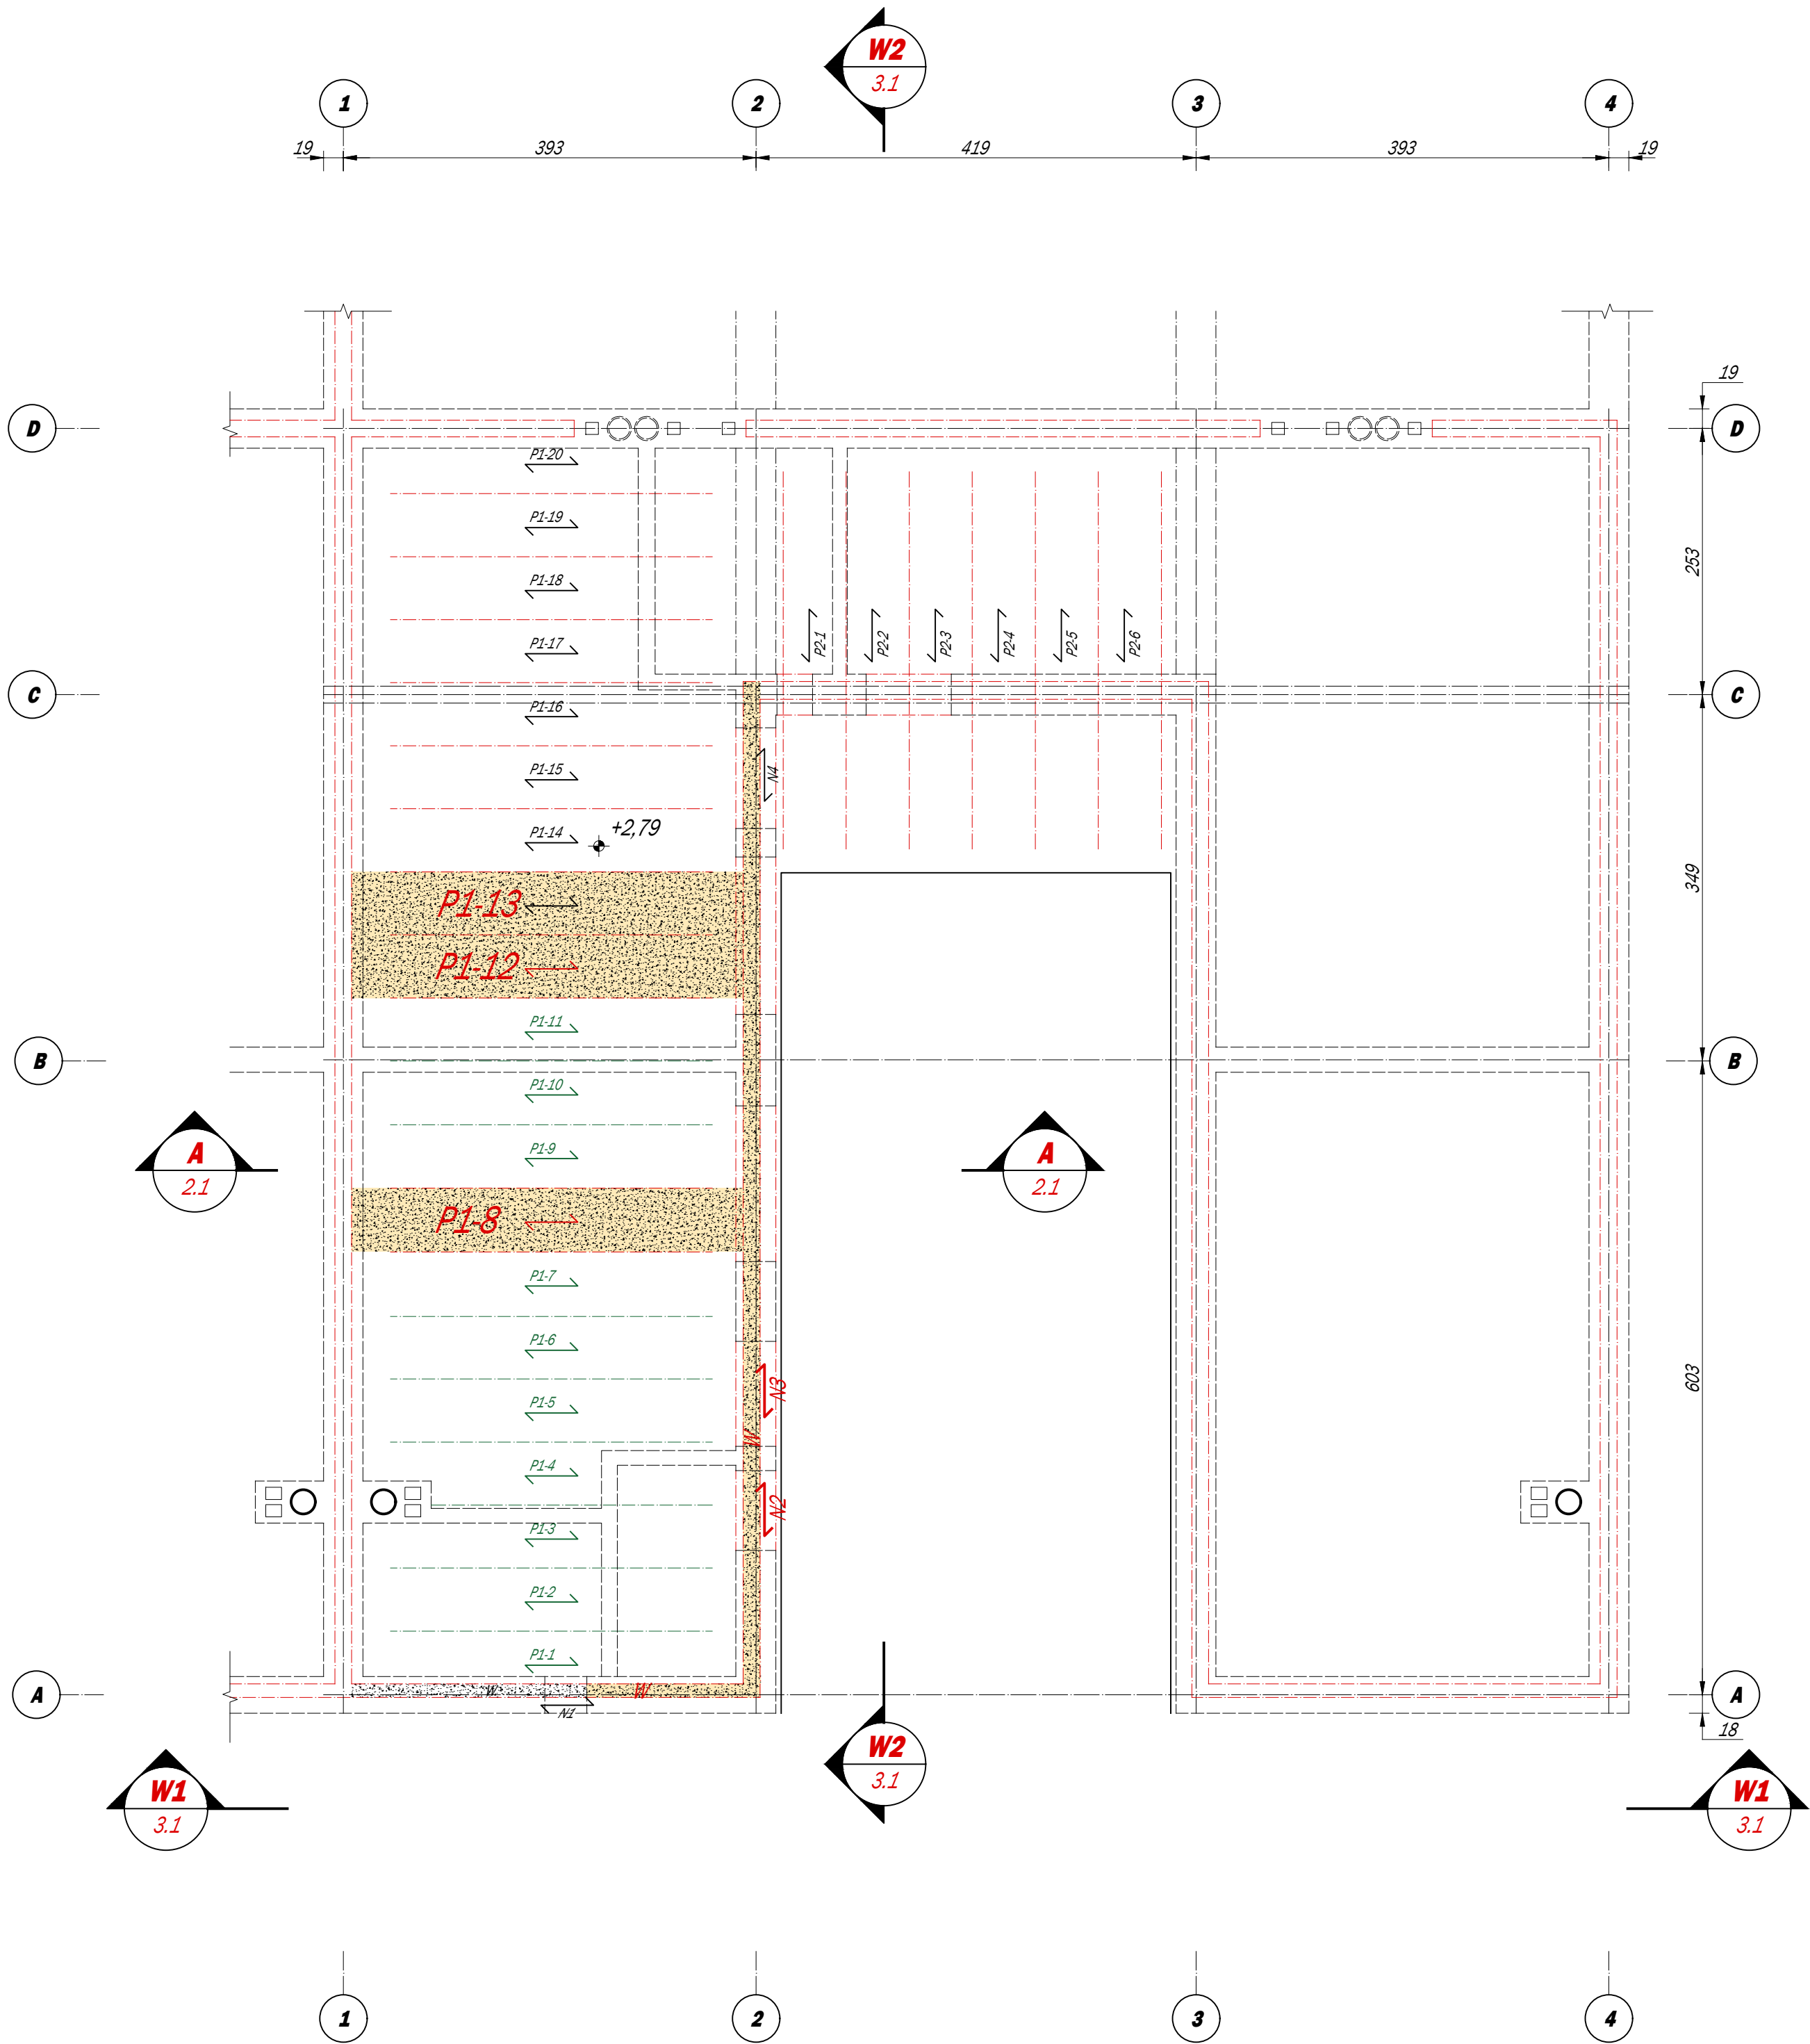 W2
3.1
1 2 3 4
19 393 419 393 19
19
D D
P1-20
P1-19
253
P1-18
P1-17
P2-1 P2-2 P2-3 P2-4 P2-5 P2-6
C C
P1-16
P1-15
N4
P1-14
+2,79
349
P1-13
P1-12
P1-11
B B
P1-10
P1-9
A
2.1
A
2.1
P1-8
P1-7
P1-6
603
N3
P1-5
W
P1-4
N2
P1-3
P1-2
P1-1
A A
W W
N1
18
W2
3.1
W1
3.1
W1
3.1
1 2 3 4